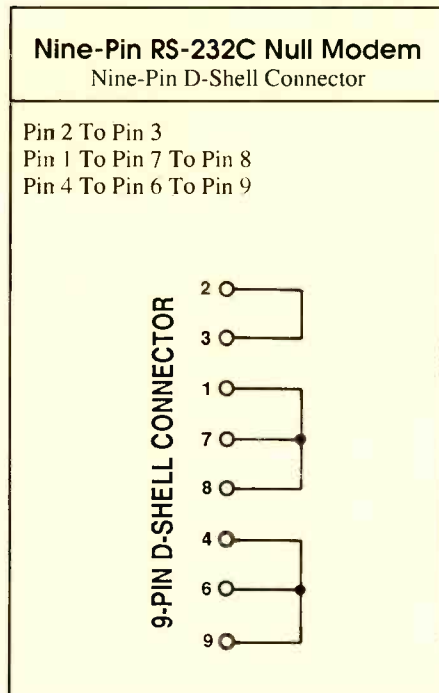 Nine-Pin RS-232C Null Modem
Nine-Pin D-Shell Connector
Pin 2 To Pin 3
Pin 1 To Pin 7 To Pin 8
Pin 4 To Pin 6 To Pin 9
9-PIN D-SHELL CONNECTOR
2
3
1
7
8
4
6
9